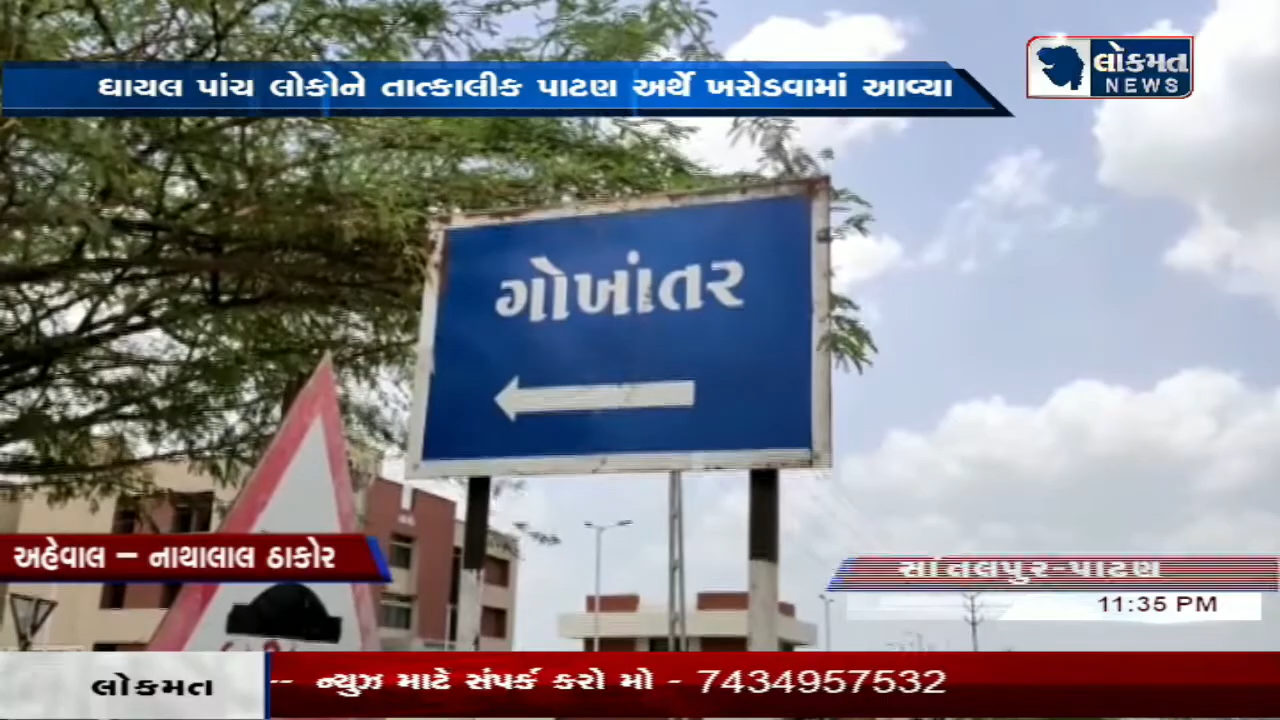 ઘાયલ પાંચ લોકોને તાત્કાલીક પાટણ અર્થે ખસેડવામાં આવ્યા
લોકમત
NEWS
ગોખાંતર
અહેવાલ – નાથાલાલ ઠાકોર
સાંતલપુર-પાટણ
11:35 PM
લોકમત
-- ન્યુઝ માટે સંપર્ક કરો મો - 7434957532